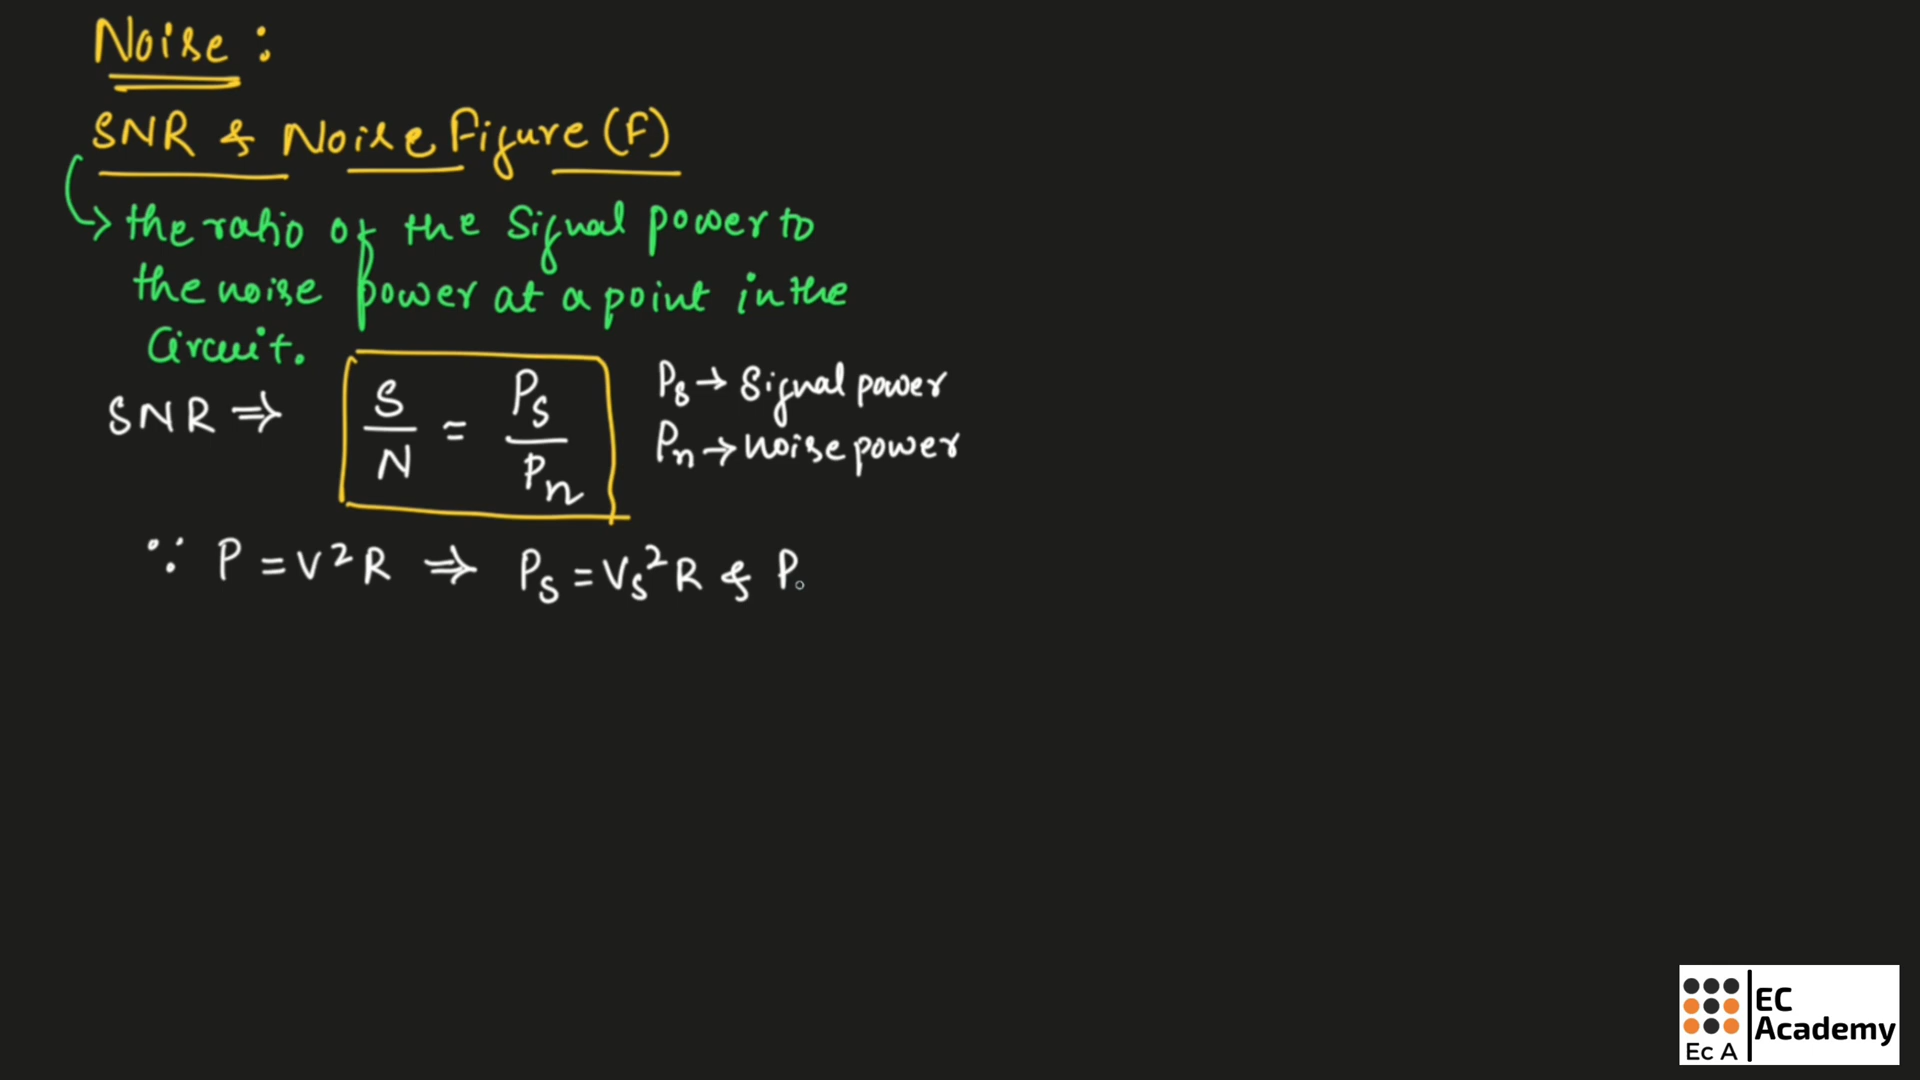 Noise :
SNR & Noise Figure (F)
the ratio of the signal power to
the noise power at a point in the
Circuit.
SNR ⇒ S/N = Ps/Pn
Ps → Signal power
Pn → noise power
∵ P = V²R ⇒ Ps = Vs²R & P
EC
Academy
Ec A